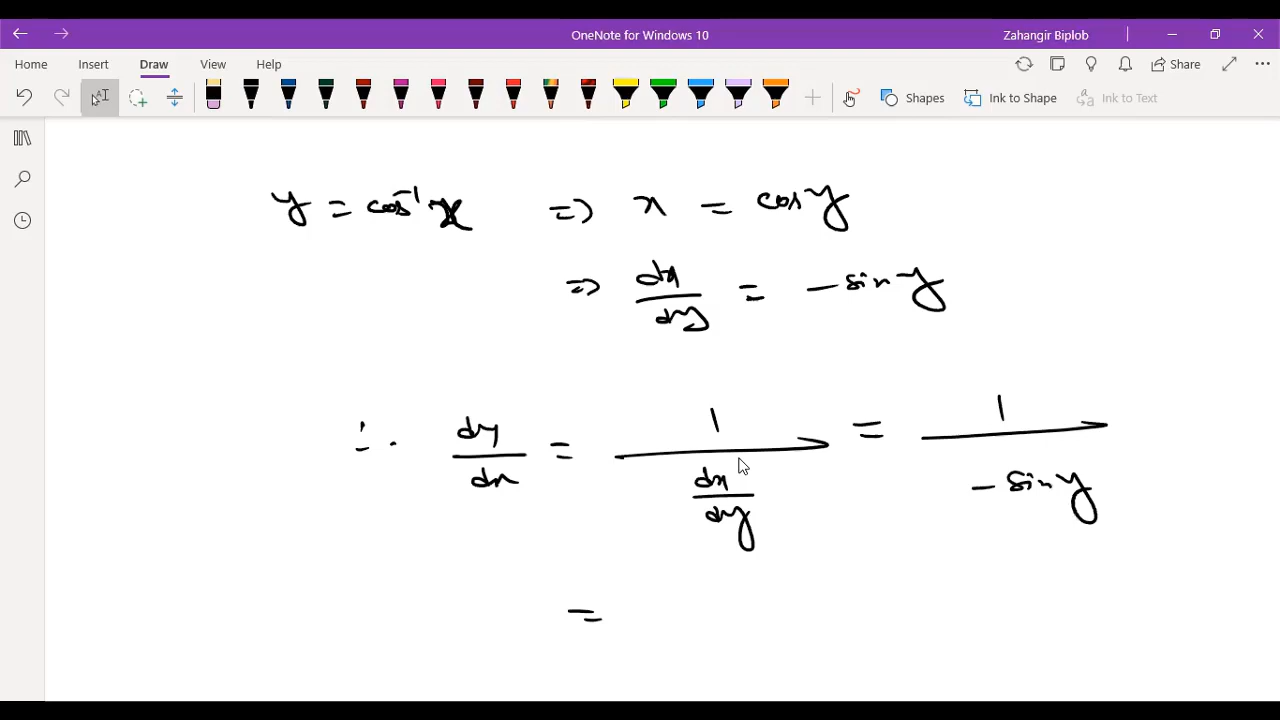 OneNote for Windows 10 Zahangir Biplob
Home Insert Draw View Help Share
Shapes Ink to Shape Ink to Text
y = cos⁻¹ x ⇒ x = cos y
⇒ dx/dy = − sin y
∴ dy/dx = 1/(dx/dy) = 1/(− sin y)
=